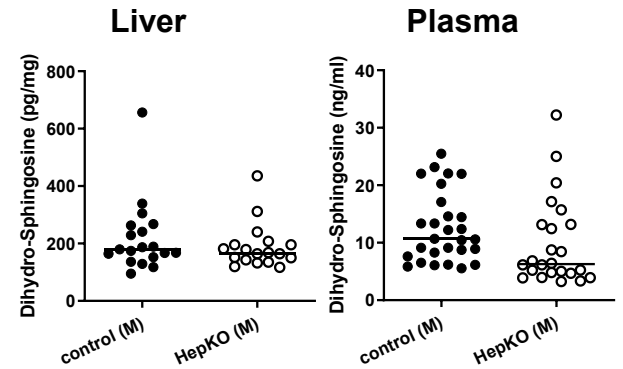 Liver
Dihydro-Sphingosine (pg/mg)
800
600
400
200
0
control (M)
HepKO (M)
Plasma
Dihydro-Sphingosine (ng/ml)
40
30
20
10
0
control (M)
HepKO (M)